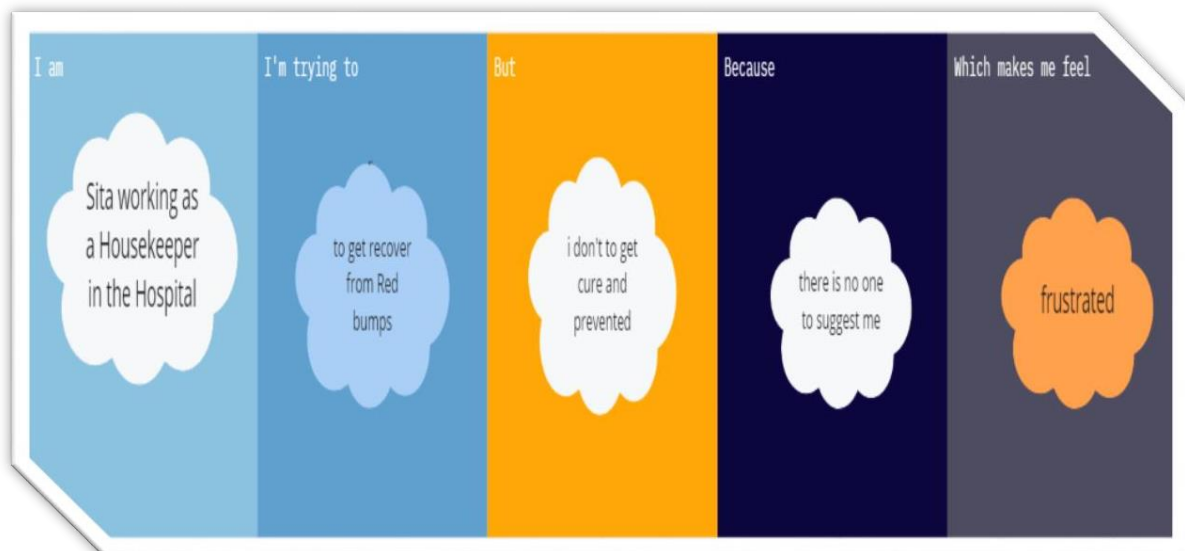 I am
Sita working as
a Housekeeper
in the Hospital
I'm trying to
to get recover
from Red
bumps
But
i don't to get
cure and
prevented
Because
there is no one
to suggest me
Which makes me feel
frustrated